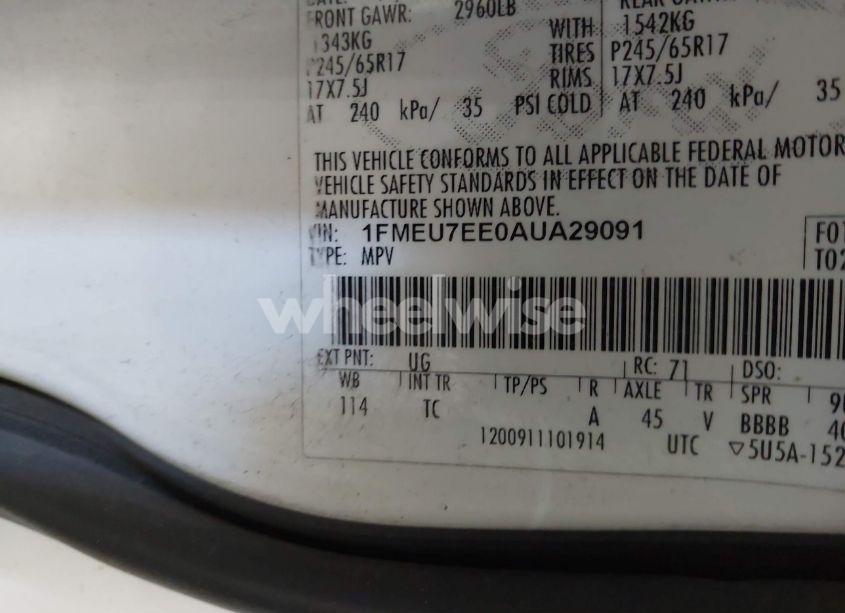 FRONT GAWR: 2960LB
1343KG WITH 1542KG
P245/65R17 TIRES P245/65R17
17X7.5J RIMS 17X7.5J
AT 240 kPa/ 35 PSI COLD AT 240 kPa/ 35
THIS VEHICLE CONFORMS TO ALL APPLICABLE FEDERAL MOTOR
VEHICLE SAFETY STANDARDS IN EFFECT ON THE DATE OF
MANUFACTURE SHOWN ABOVE.
VIN: 1FMEU7EE0AUA29091
TYPE: MPV
F01
T02
wheelwise
EXT PNT: UG RC: 71 DSO:
WB INT TR TP/PS R AXLE TR SPR
114 TC A 45 V BBBB 40
1200911101914 UTC ▽5U5A-152